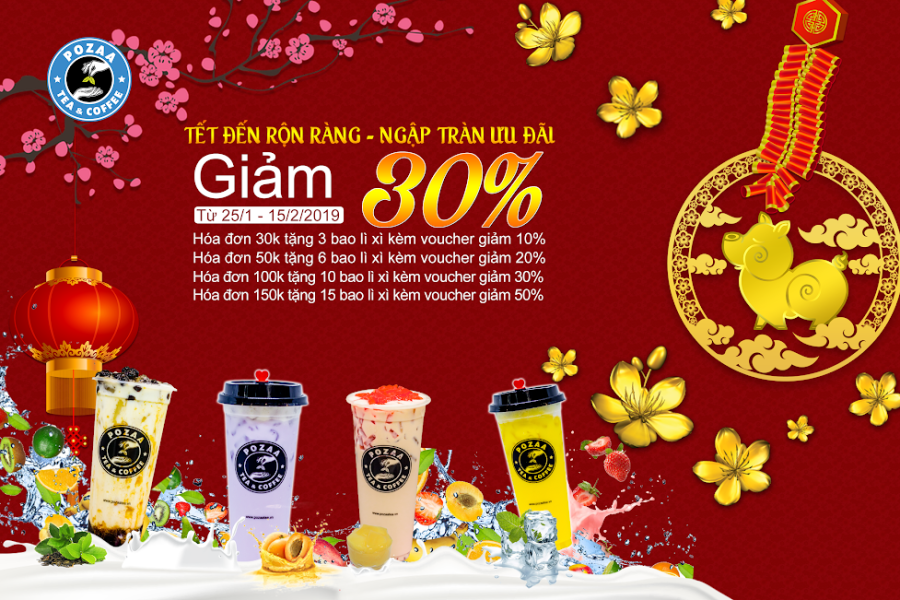 POZAA
TEA & COFFEE
TẾT ĐẾN RỘN RÀNG - NGẬP TRÀN ƯU ĐÃI
Giảm 30%
Từ 25/1 - 15/2/2019
Hóa đơn 30k tặng 3 bao lì xì kèm voucher giảm 10%
Hóa đơn 50k tặng 6 bao lì xì kèm voucher giảm 20%
Hóa đơn 100k tặng 10 bao lì xì kèm voucher giảm 30%
Hóa đơn 150k tặng 15 bao lì xì kèm voucher giảm 50%
POZAA
TEA & COFFEE
POZAA
TEA & COFFEE
POZAA
TEA & COFFEE
POZAA
TEA & COFFEE